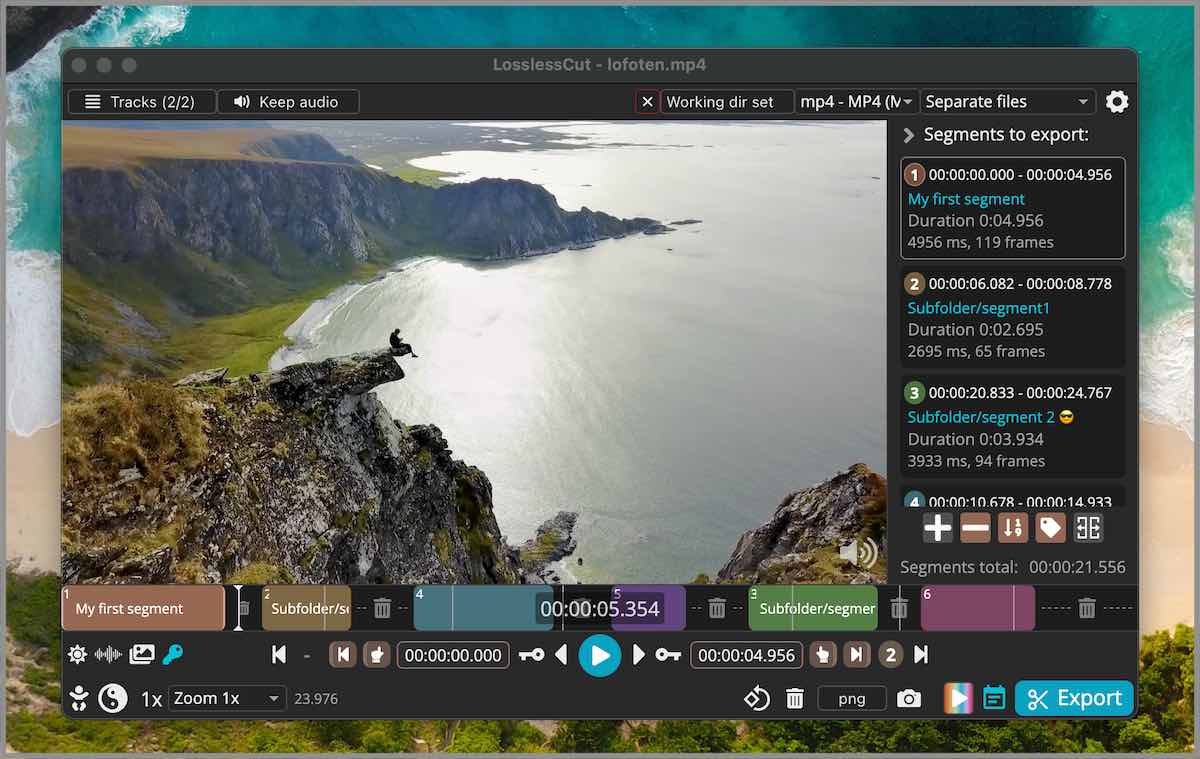 LosslessCut - lofoten.mp4
Tracks (2/2) Keep audio Working dir set mp4 - MP4 (M Separate files
Segments to export:
1 00:00:00.000 - 00:00:04.956
My first segment
Duration 0:04.956
4956 ms, 119 frames
2 00:00:06.082 - 00:00:08.778
Subfolder/segment1
Duration 0:02.695
2695 ms, 65 frames
3 00:00:20.833 - 00:00:24.767
Subfolder/segment 2 😎
Duration 0:03.934
3933 ms, 94 frames
4 00:00:10.678 - 00:00:14.933
Segments total: 00:00:21.556
1 My first segment 2 Subfolder/se 4 00:00:05.354 5 3 Subfolder/segmer 6
- 00:00:00.000 00:00:04.956 2
1x Zoom 1x 23.976 png Export